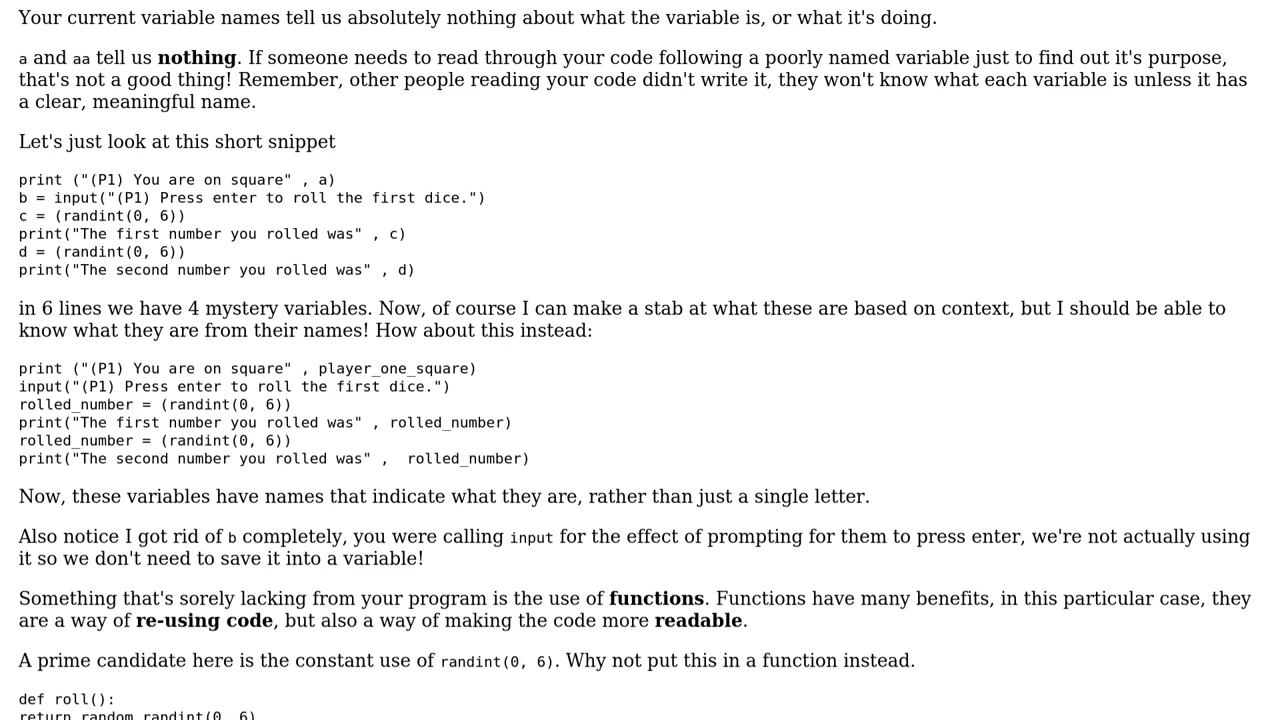 Your current variable names tell us absolutely nothing about what the variable is, or what it's doing.
a and aa tell us nothing. If someone needs to read through your code following a poorly named variable just to find out it's purpose,
that's not a good thing! Remember, other people reading your code didn't write it, they won't know what each variable is unless it has
a clear, meaningful name.
Let's just look at this short snippet
print ("(P1) You are on square" , a)
b = input("(P1) Press enter to roll the first dice.")
c = (randint(0, 6))
print("The first number you rolled was" , c)
d = (randint(0, 6))
print("The second number you rolled was" , d)
in 6 lines we have 4 mystery variables. Now, of course I can make a stab at what these are based on context, but I should be able to
know what they are from their names! How about this instead:
print ("(P1) You are on square" , player_one_square)
input("(P1) Press enter to roll the first dice.")
rolled_number = (randint(0, 6))
print("The first number you rolled was" , rolled_number)
rolled_number = (randint(0, 6))
print("The second number you rolled was" ,  rolled_number)
Now, these variables have names that indicate what they are, rather than just a single letter.
Also notice I got rid of b completely, you were calling input for the effect of prompting for them to press enter, we're not actually using
it so we don't need to save it into a variable!
Something that's sorely lacking from your program is the use of functions. Functions have many benefits, in this particular case, they
are a way of re-using code, but also a way of making the code more readable.
A prime candidate here is the constant use of randint(0, 6). Why not put this in a function instead.
def roll():
return random.randint(0, 6)